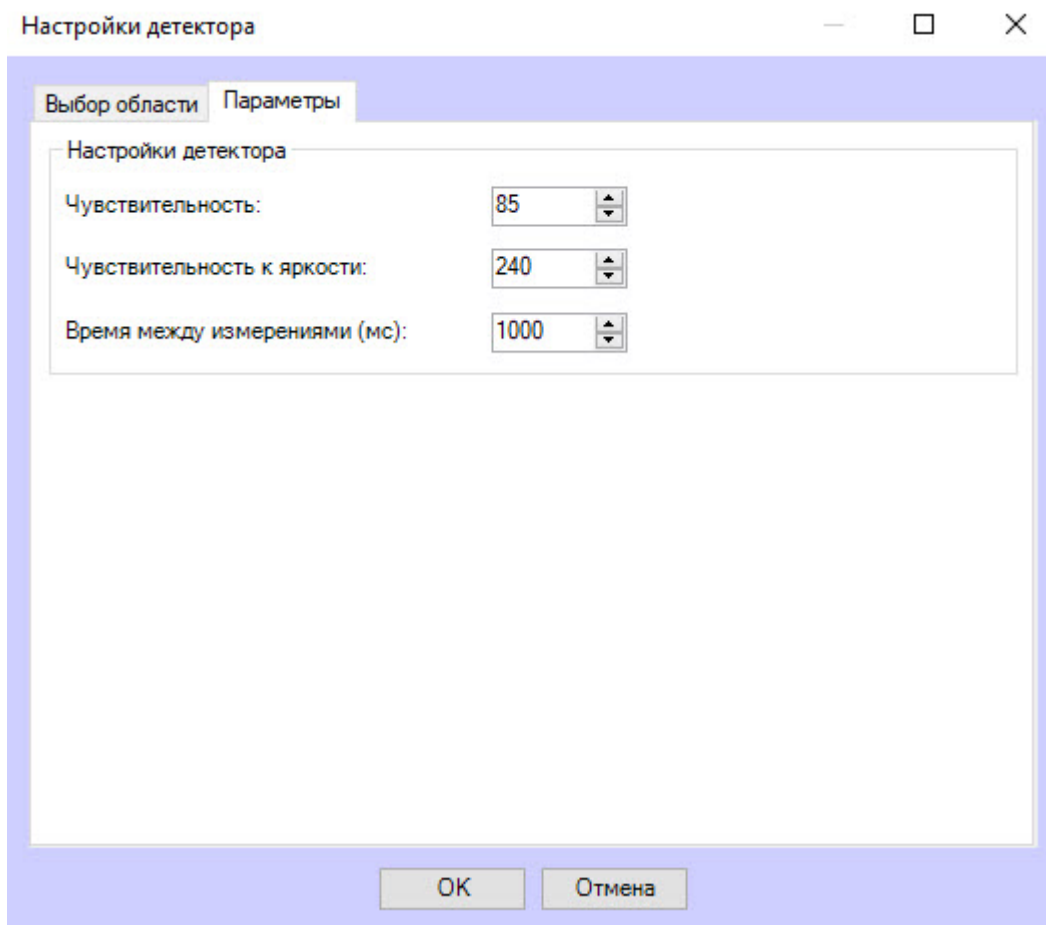 Настройки детектора
Выбор области Параметры
Настройки детектора
Чувствительность: 85
Чувствительность к яркости: 240
Время между измерениями (мс): 1000
OK Отмена